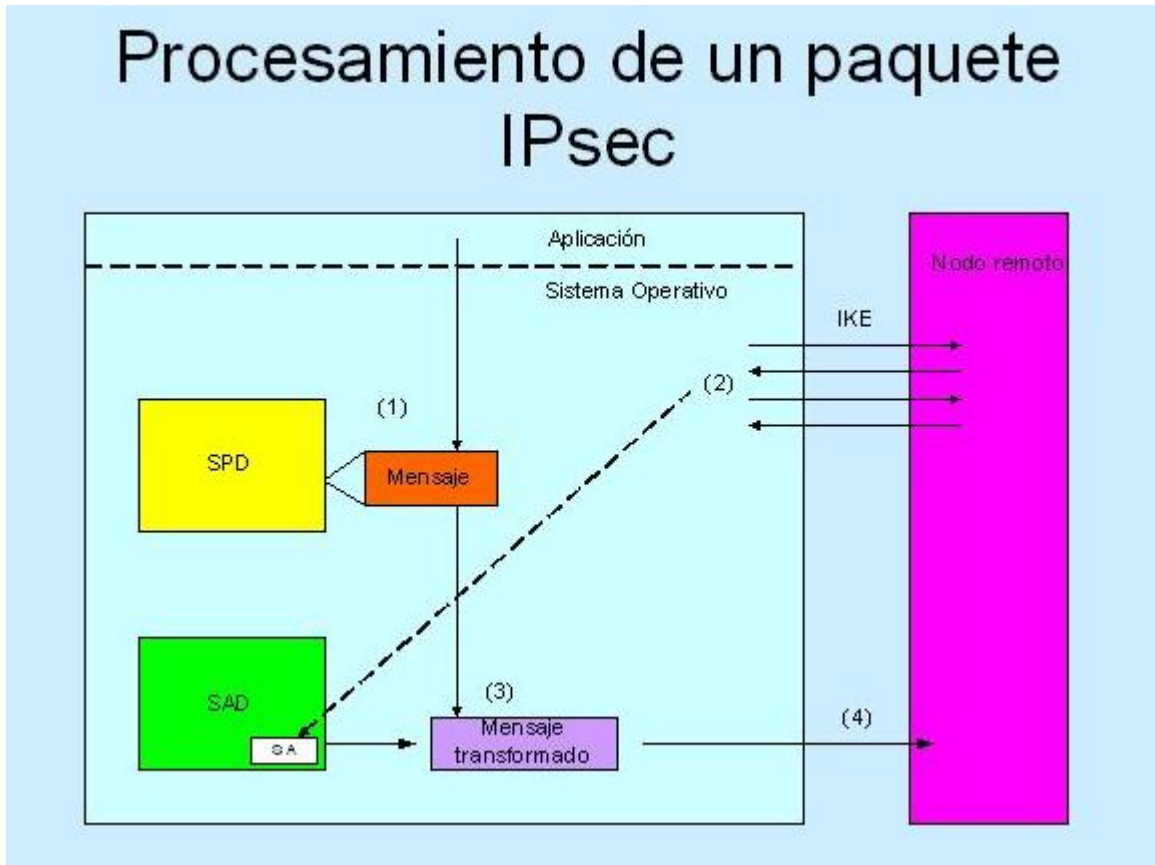 Procesamiento de un paquete
IPsec
Aplicación
Sistema Operativo
Nodo remoto
IKE
(2)
(1)
SPD
Mensaje
SAD
SA
(3)
Mensaje
transformado
(4)